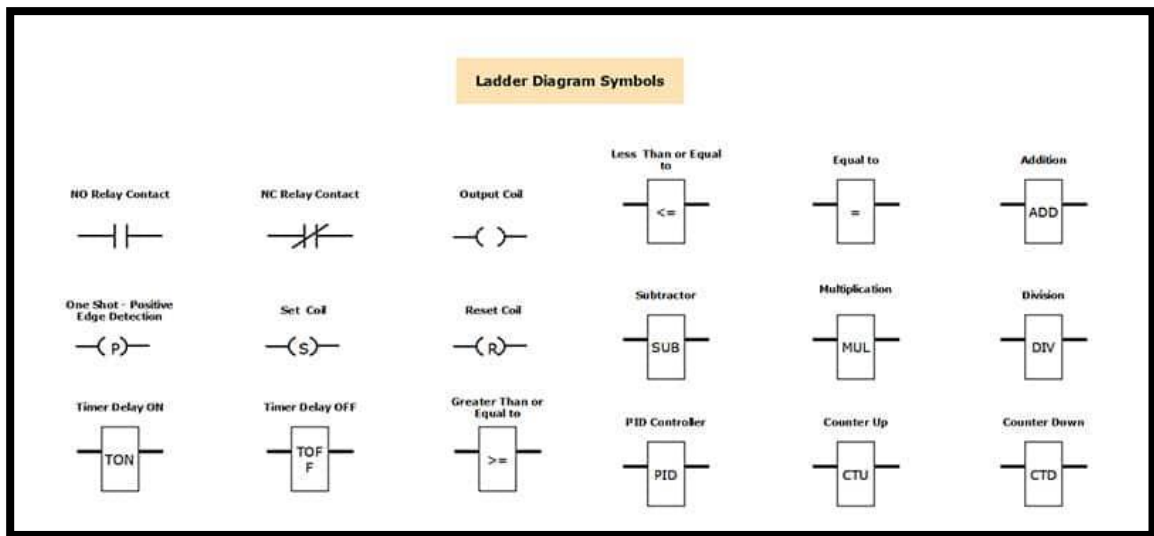 Ladder Diagram Symbols
NO Relay Contact
NC Relay Contact
Output Coil
Less Than or Equal
to
<=
Equal to
=
Addition
ADD
One Shot - Positive
Edge Detection
P
Set Coil
S
Reset Coil
R
Subtractor
SUB
Multiplication
MUL
Division
DIV
Timer Delay ON
TON
Timer Delay OFF
TOF
F
Greater Than or
Equal to
>=
PID Controller
PID
Counter Up
CTU
Counter Down
CTD